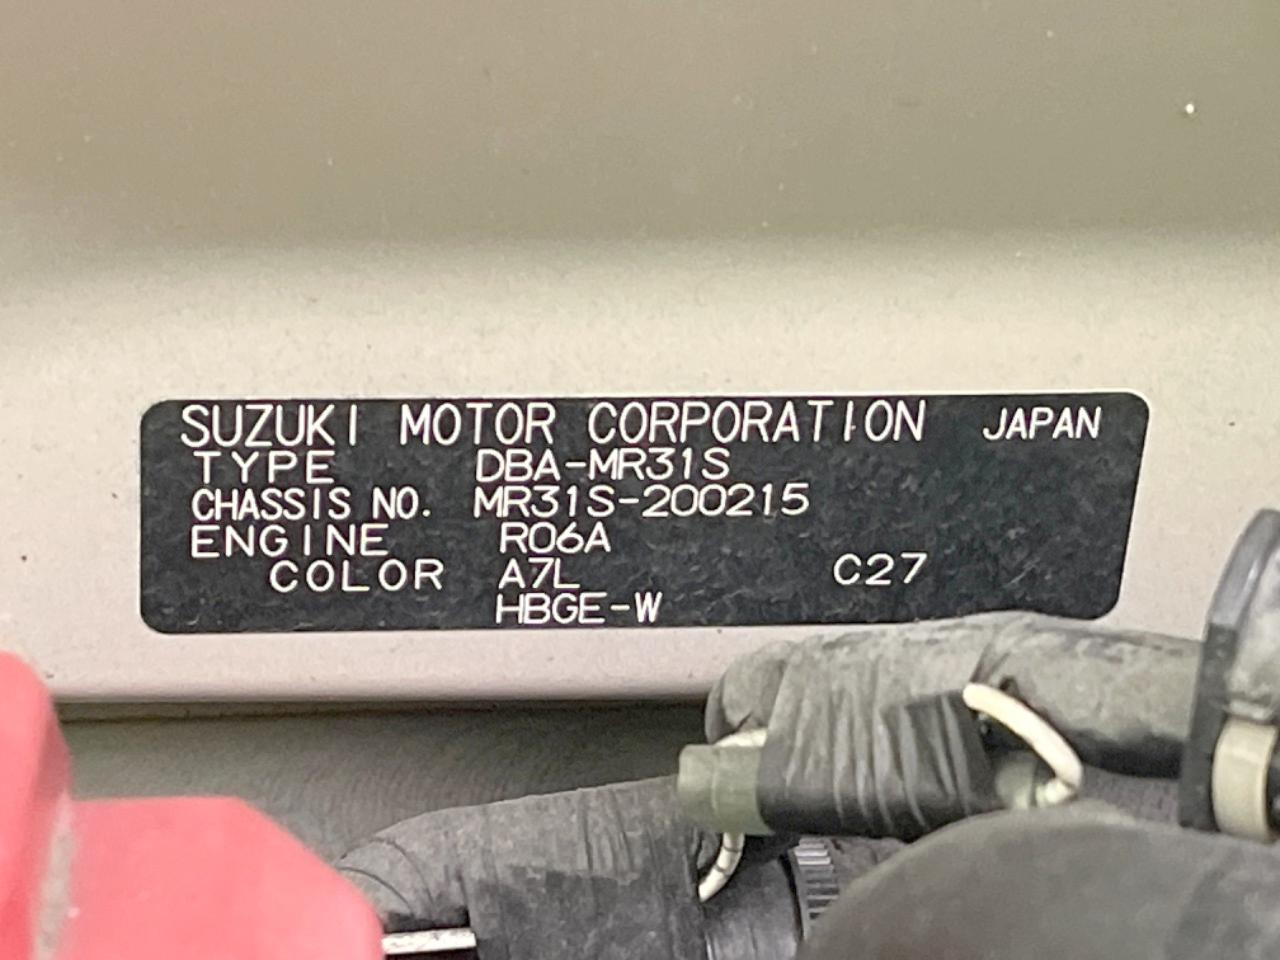 SUZUKI MOTOR CORPORATION JAPAN
TYPE DBA-MR31S
CHASSIS NO. MR31S-200215
ENGINE R06A
COLOR A7L C27
HBGE-W